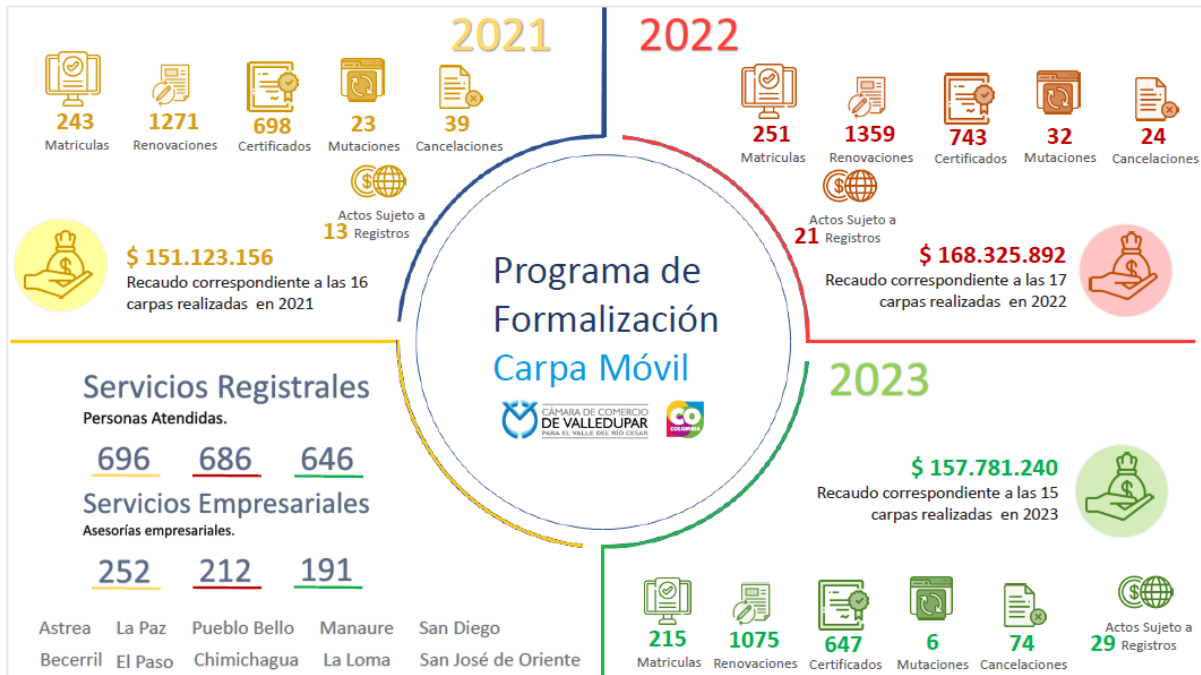 2021
243
Matriculas
1271
Renovaciones
698
Certificados
23
Mutaciones
39
Cancelaciones
Actos Sujeto a
13 Registros
$ 151.123.156
Recaudo correspondiente a las 16
carpas realizadas en 2021
2022
251
Matriculas
1359
Renovaciones
743
Certificados
32
Mutaciones
24
Cancelaciones
Actos Sujeto a
21 Registros
$ 168.325.892
Recaudo correspondiente a las 17
carpas realizadas en 2022
Programa de
Formalización
Carpa Móvil
CÁMARA DE COMERCIO
DE VALLEDUPAR
PARA EL VALLE DEL RÍO CESAR
CO
COLOMBIA
Servicios Registrales
Personas Atendidas.
696 686 646
Servicios Empresariales
Asesorías empresariales.
252 212 191
Astrea La Paz Pueblo Bello Manaure San Diego
Becerril El Paso Chimichagua La Loma San José de Oriente
2023
$ 157.781.240
Recaudo correspondiente a las 15
carpas realizadas en 2023
215
Matriculas
1075
Renovaciones
647
Certificados
6
Mutaciones
74
Cancelaciones
Actos Sujeto a
29 Registros